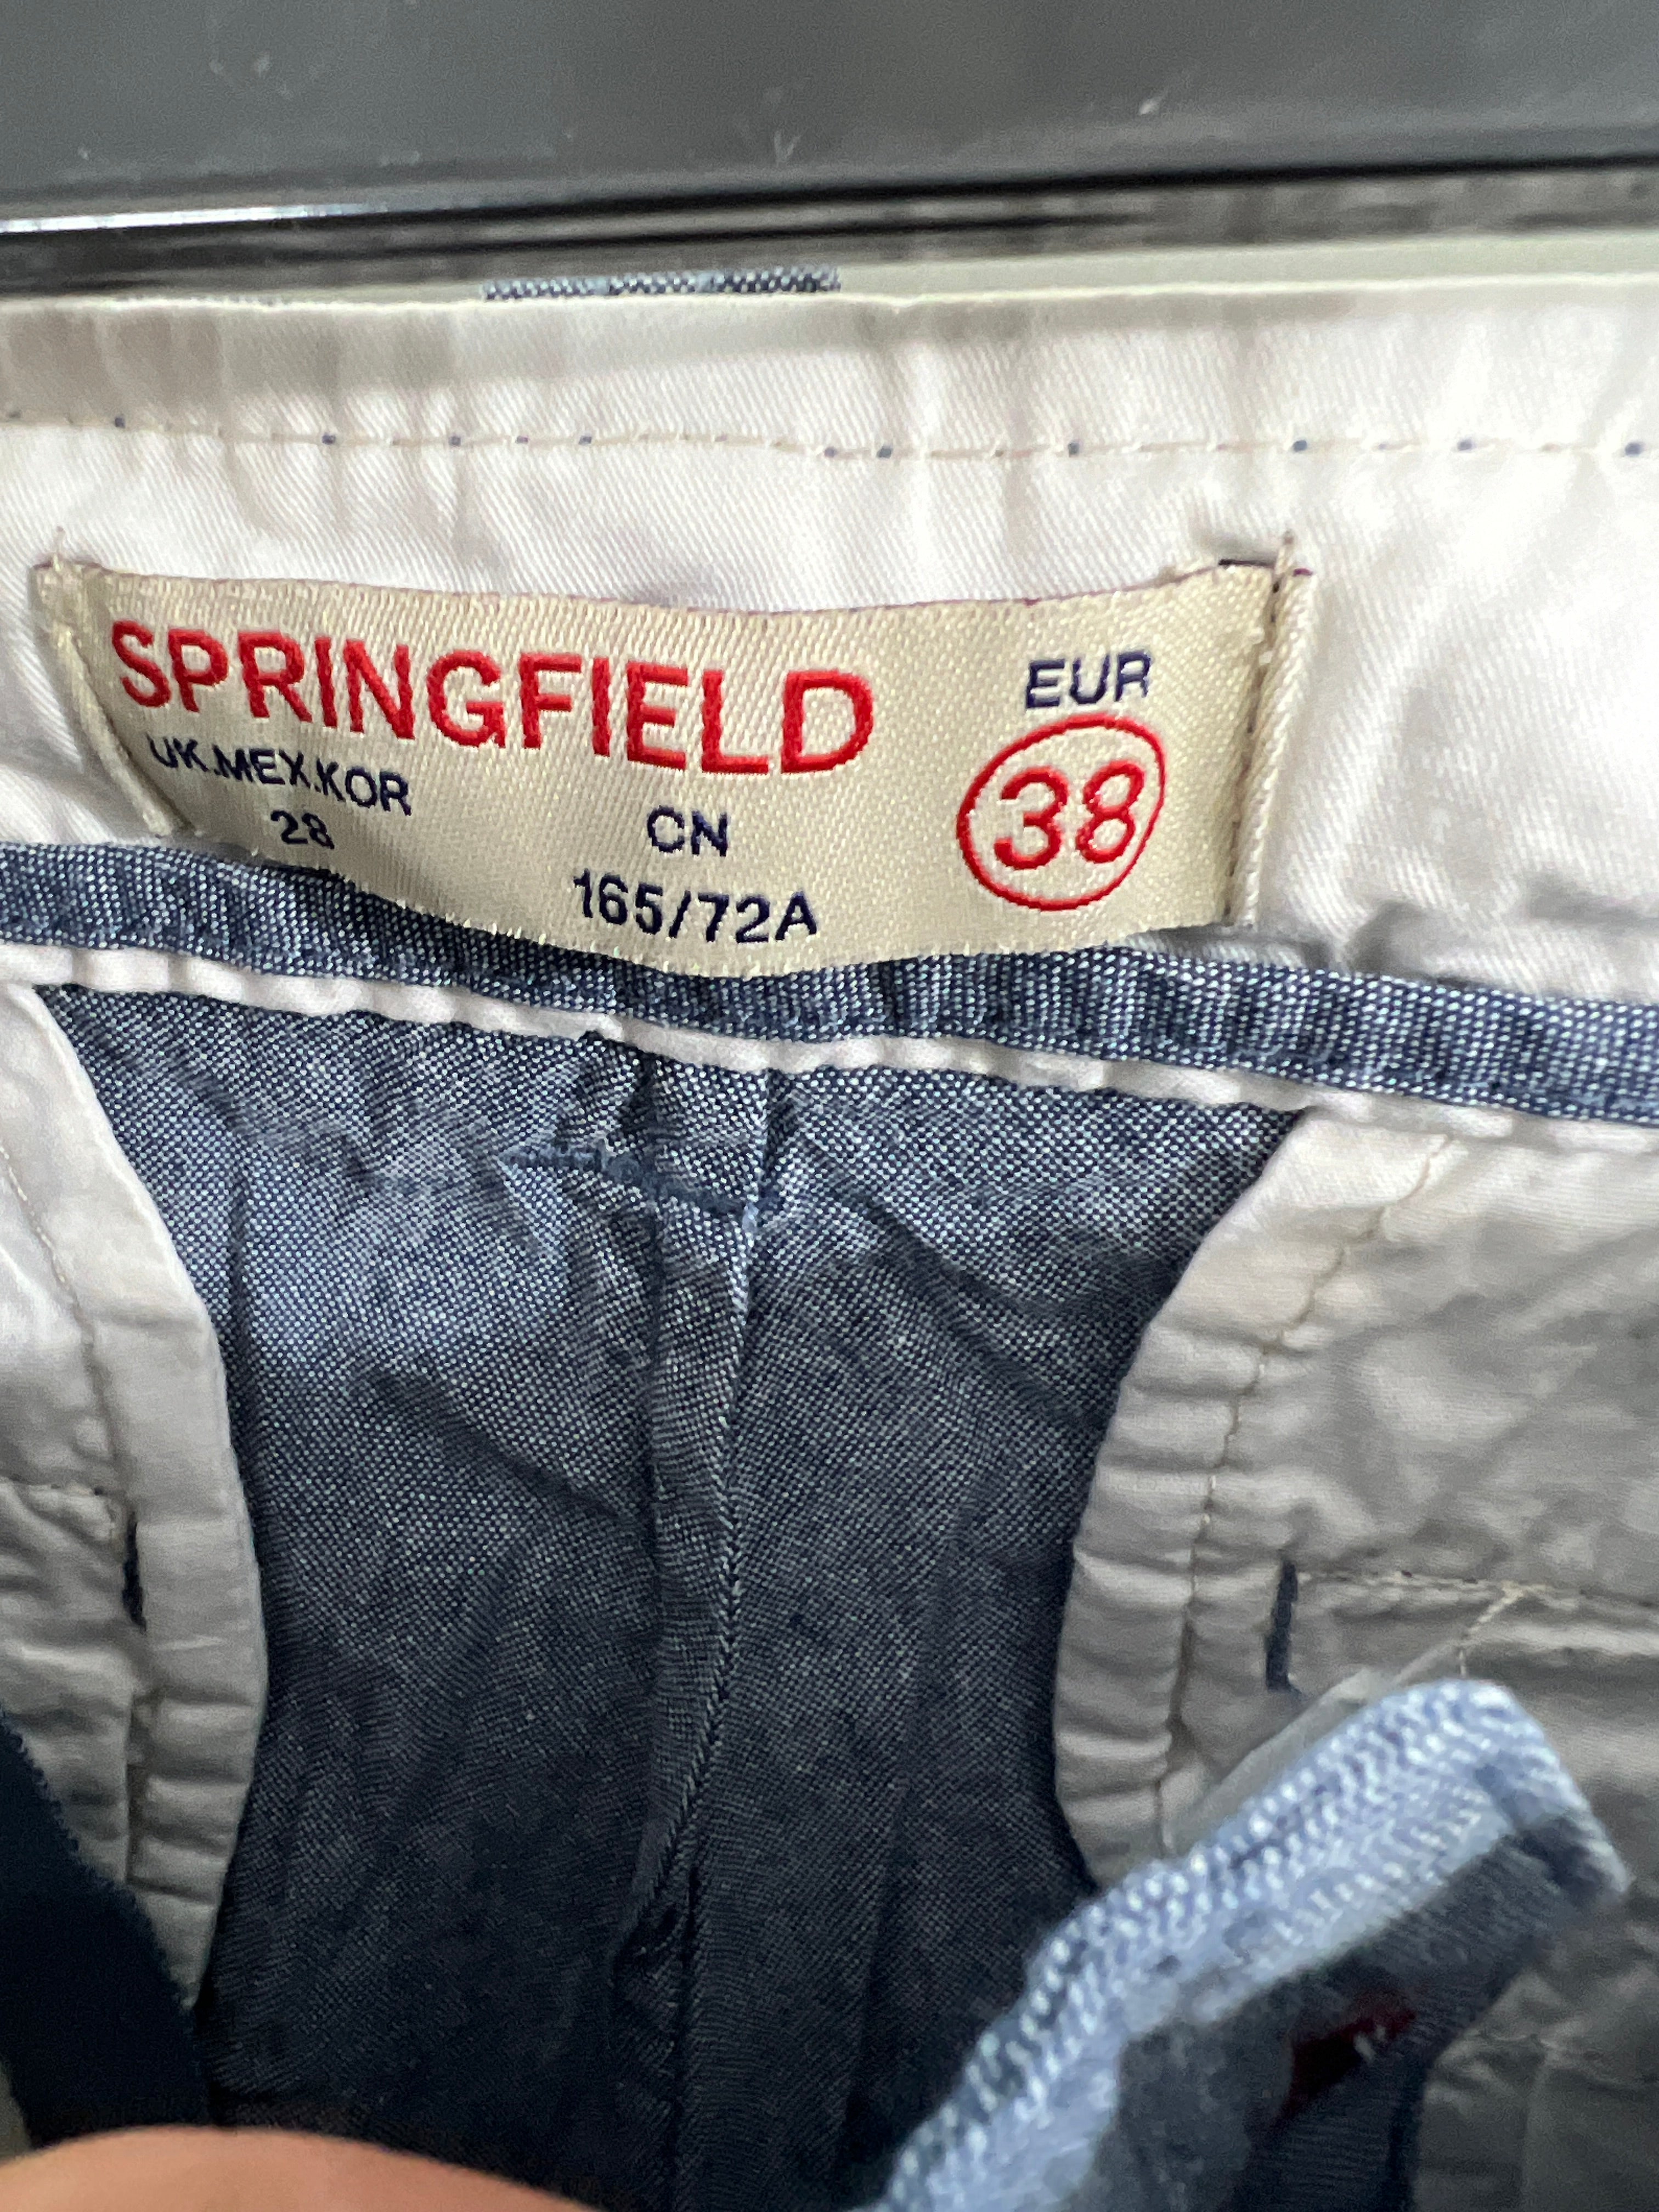 SPRINGFIELD
UK.MEX.KOR
28
CN
165/72A
EUR
38